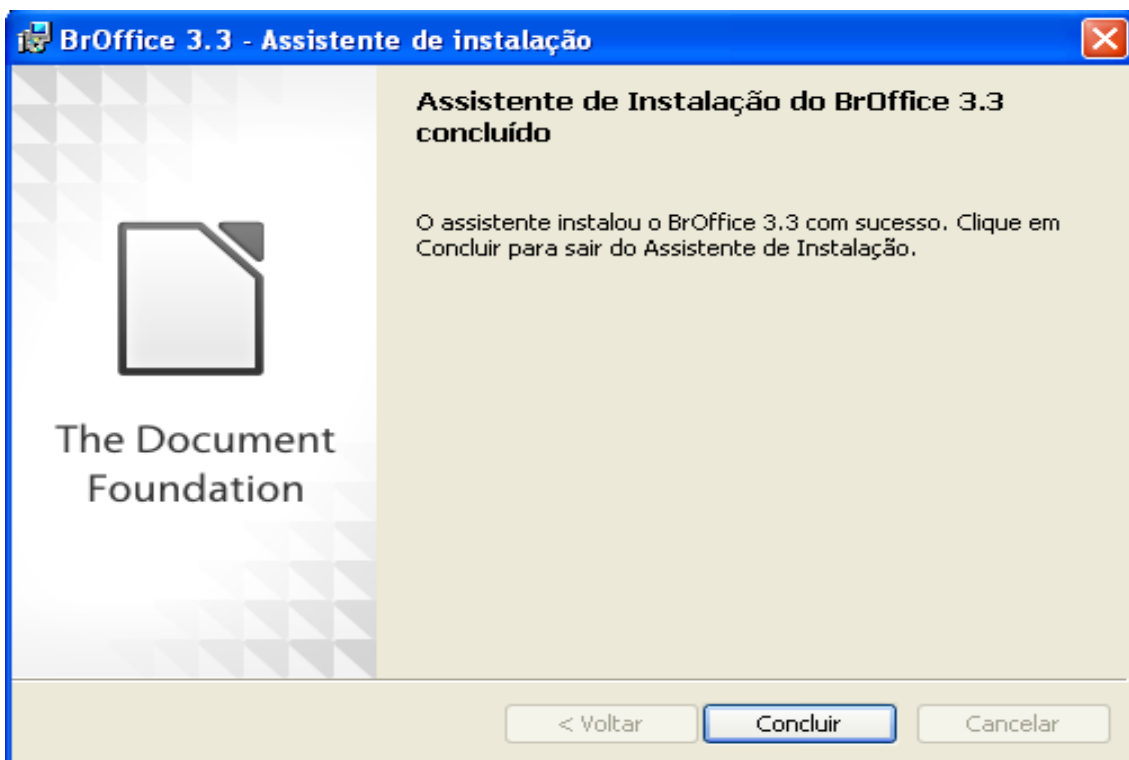 BrOffice 3.3 - Assistente de instalação
Assistente de Instalação do BrOffice 3.3
concluído
O assistente instalou o BrOffice 3.3 com sucesso. Clique em
Concluir para sair do Assistente de Instalação.
The Document
Foundation
< Voltar
Concluir
Cancelar